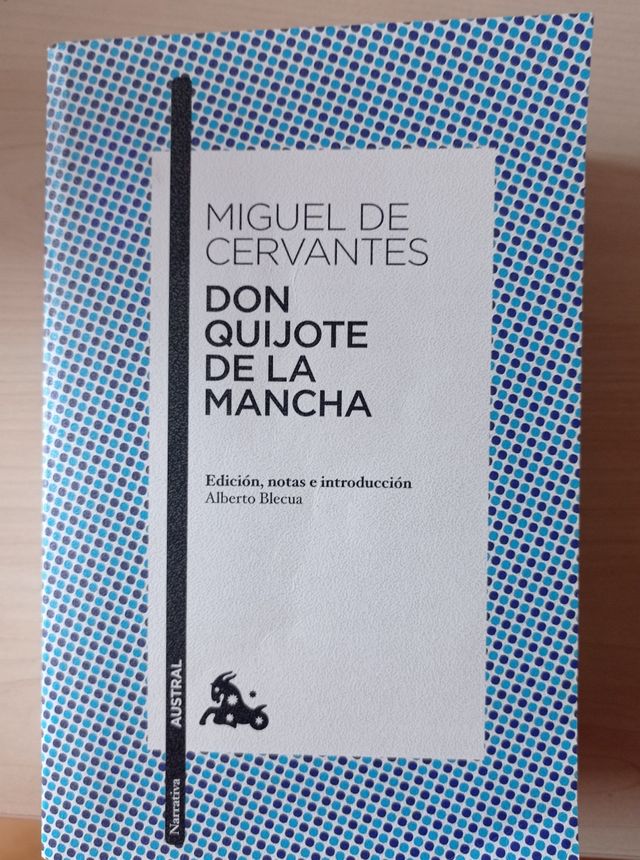 MIGUEL DE
CERVANTES
DON
QUIJOTE
DE LA
MANCHA
Edición, notas e introducción
Alberto Blecua
AUSTRAL
Narrativa